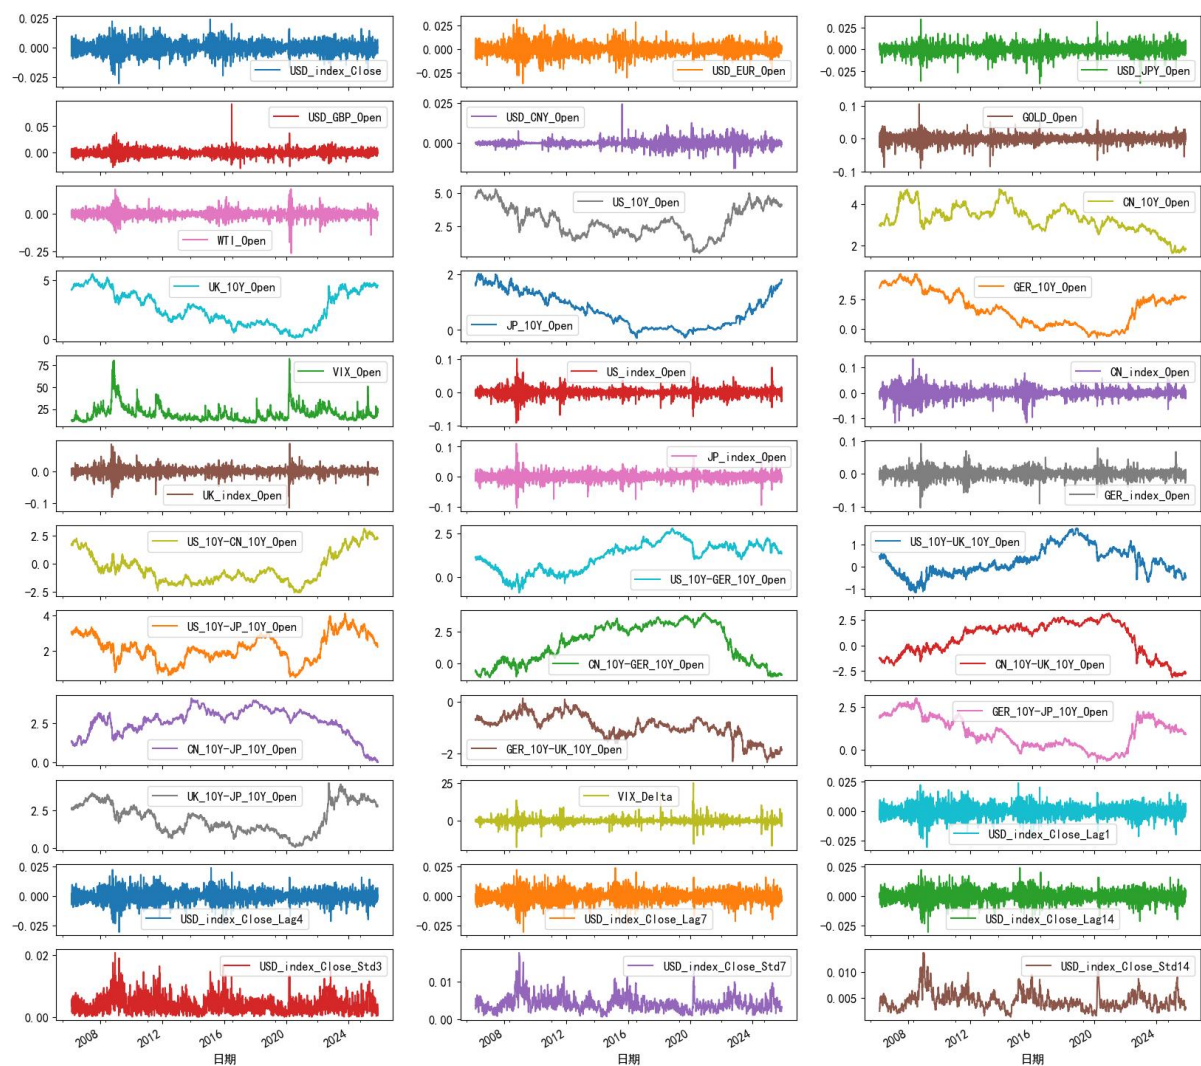 0.025
0.000
−0.025
USD_index_Close
0.025
0.000
−0.025
USD_EUR_Open
0.025
0.000
−0.025
USD_JPY_Open
0.05
0.00
USD_GBP_Open
0.025
0.000
USD_CNY_Open
0.1
0.0
−0.1
GOLD_Open
0.00
−0.25
WTI_Open
5.0
2.5
US_10Y_Open
4
2
CN_10Y_Open
5
0
UK_10Y_Open
2
0
JP_10Y_Open
2.5
0.0
GER_10Y_Open
75
50
25
VIX_Open
0.1
0.0
−0.1
US_index_Open
0.1
0.0
−0.1
CN_index_Open
0.0
−0.1
UK_index_Open
0.1
0.0
−0.1
JP_index_Open
0.1
0.0
−0.1
GER_index_Open
2.5
0.0
−2.5
US_10Y-CN_10Y_Open
2.5
0.0
US_10Y-GER_10Y_Open
1
0
−1
US_10Y-UK_10Y_Open
4
2
US_10Y-JP_10Y_Open
2.5
0.0
CN_10Y-GER_10Y_Open
2.5
0.0
−2.5
CN_10Y-UK_10Y_Open
2.5
0.0
CN_10Y-JP_10Y_Open
0
−2
GER_10Y-UK_10Y_Open
2.5
0.0
GER_10Y-JP_10Y_Open
2.5
0.0
UK_10Y-JP_10Y_Open
25
0
VIX_Delta
0.025
0.000
−0.025
USD_index_Close_Lag1
0.025
0.000
−0.025
USD_index_Close_Lag4
0.025
0.000
−0.025
USD_index_Close_Lag7
0.025
0.000
−0.025
USD_index_Close_Lag14
0.02
0.01
0.00
USD_index_Close_Std3
0.01
0.00
USD_index_Close_Std7
0.010
0.005
USD_index_Close_Std14
2008 2012 2016 2020 2024
日期
2008 2012 2016 2020 2024
日期
2008 2012 2016 2020 2024
日期